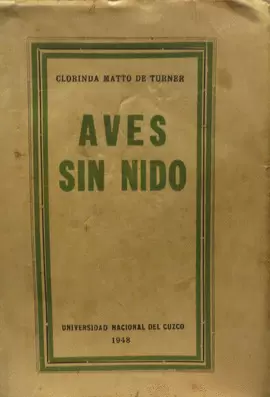 CLORINDA MATTO DE TURNER
AVES
SIN NIDO
UNIVERSIDAD NACIONAL DEL CUZCO
1948